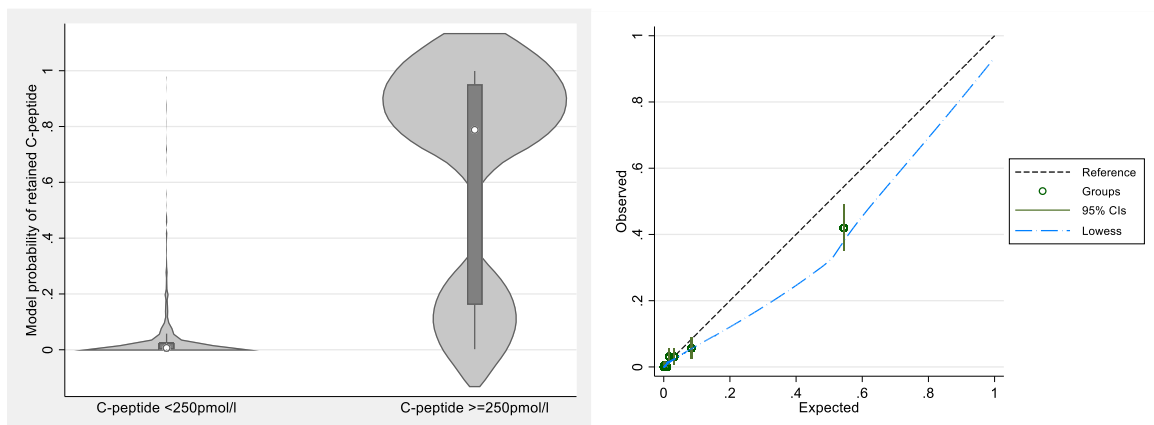 Model probability of retained C-peptide
1
.8
.6
.4
.2
0
C-peptide <250pmol/l
C-peptide >=250pmol/l
Observed
1
.8
.6
.4
.2
0
0
.2
.4
.6
.8
1
Expected
Reference
Groups
95% CIs
Lowess